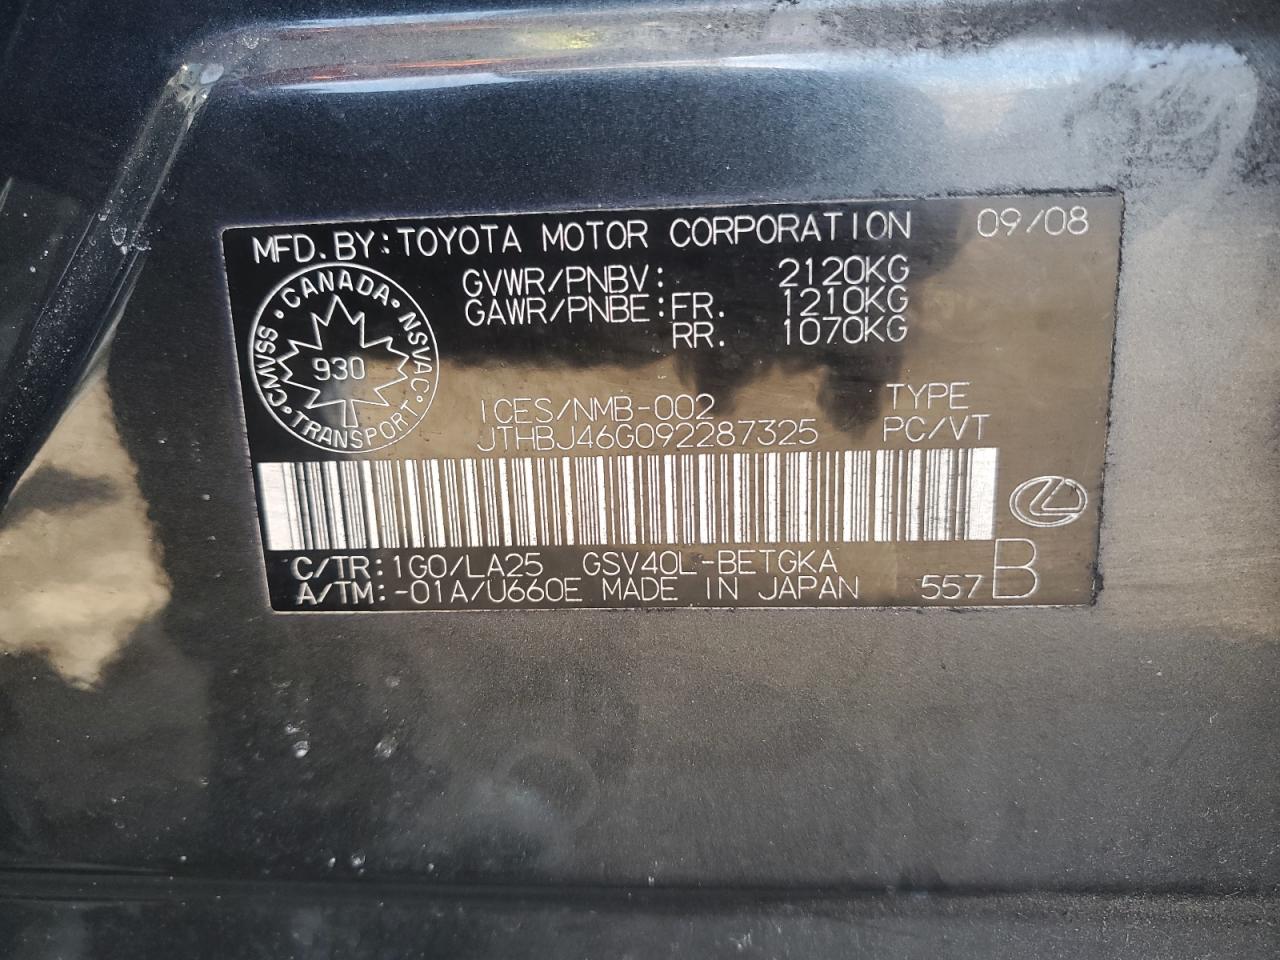 MFD.BY:TOYOTA MOTOR CORPORATION 09/08
GVWR/PNBV: 2120KG
GAWR/PNBE:FR. 1210KG
RR. 1070KG
CMVSS·CANADA·NSVAC·TRANSPORT·
930
ICES/NMB-002 TYPE
JTHBJ46G092287325 PC/VT
C/TR:1G0/LA25 GSV40L-BETGKA
A/TM:-01A/U660E MADE IN JAPAN 557 B